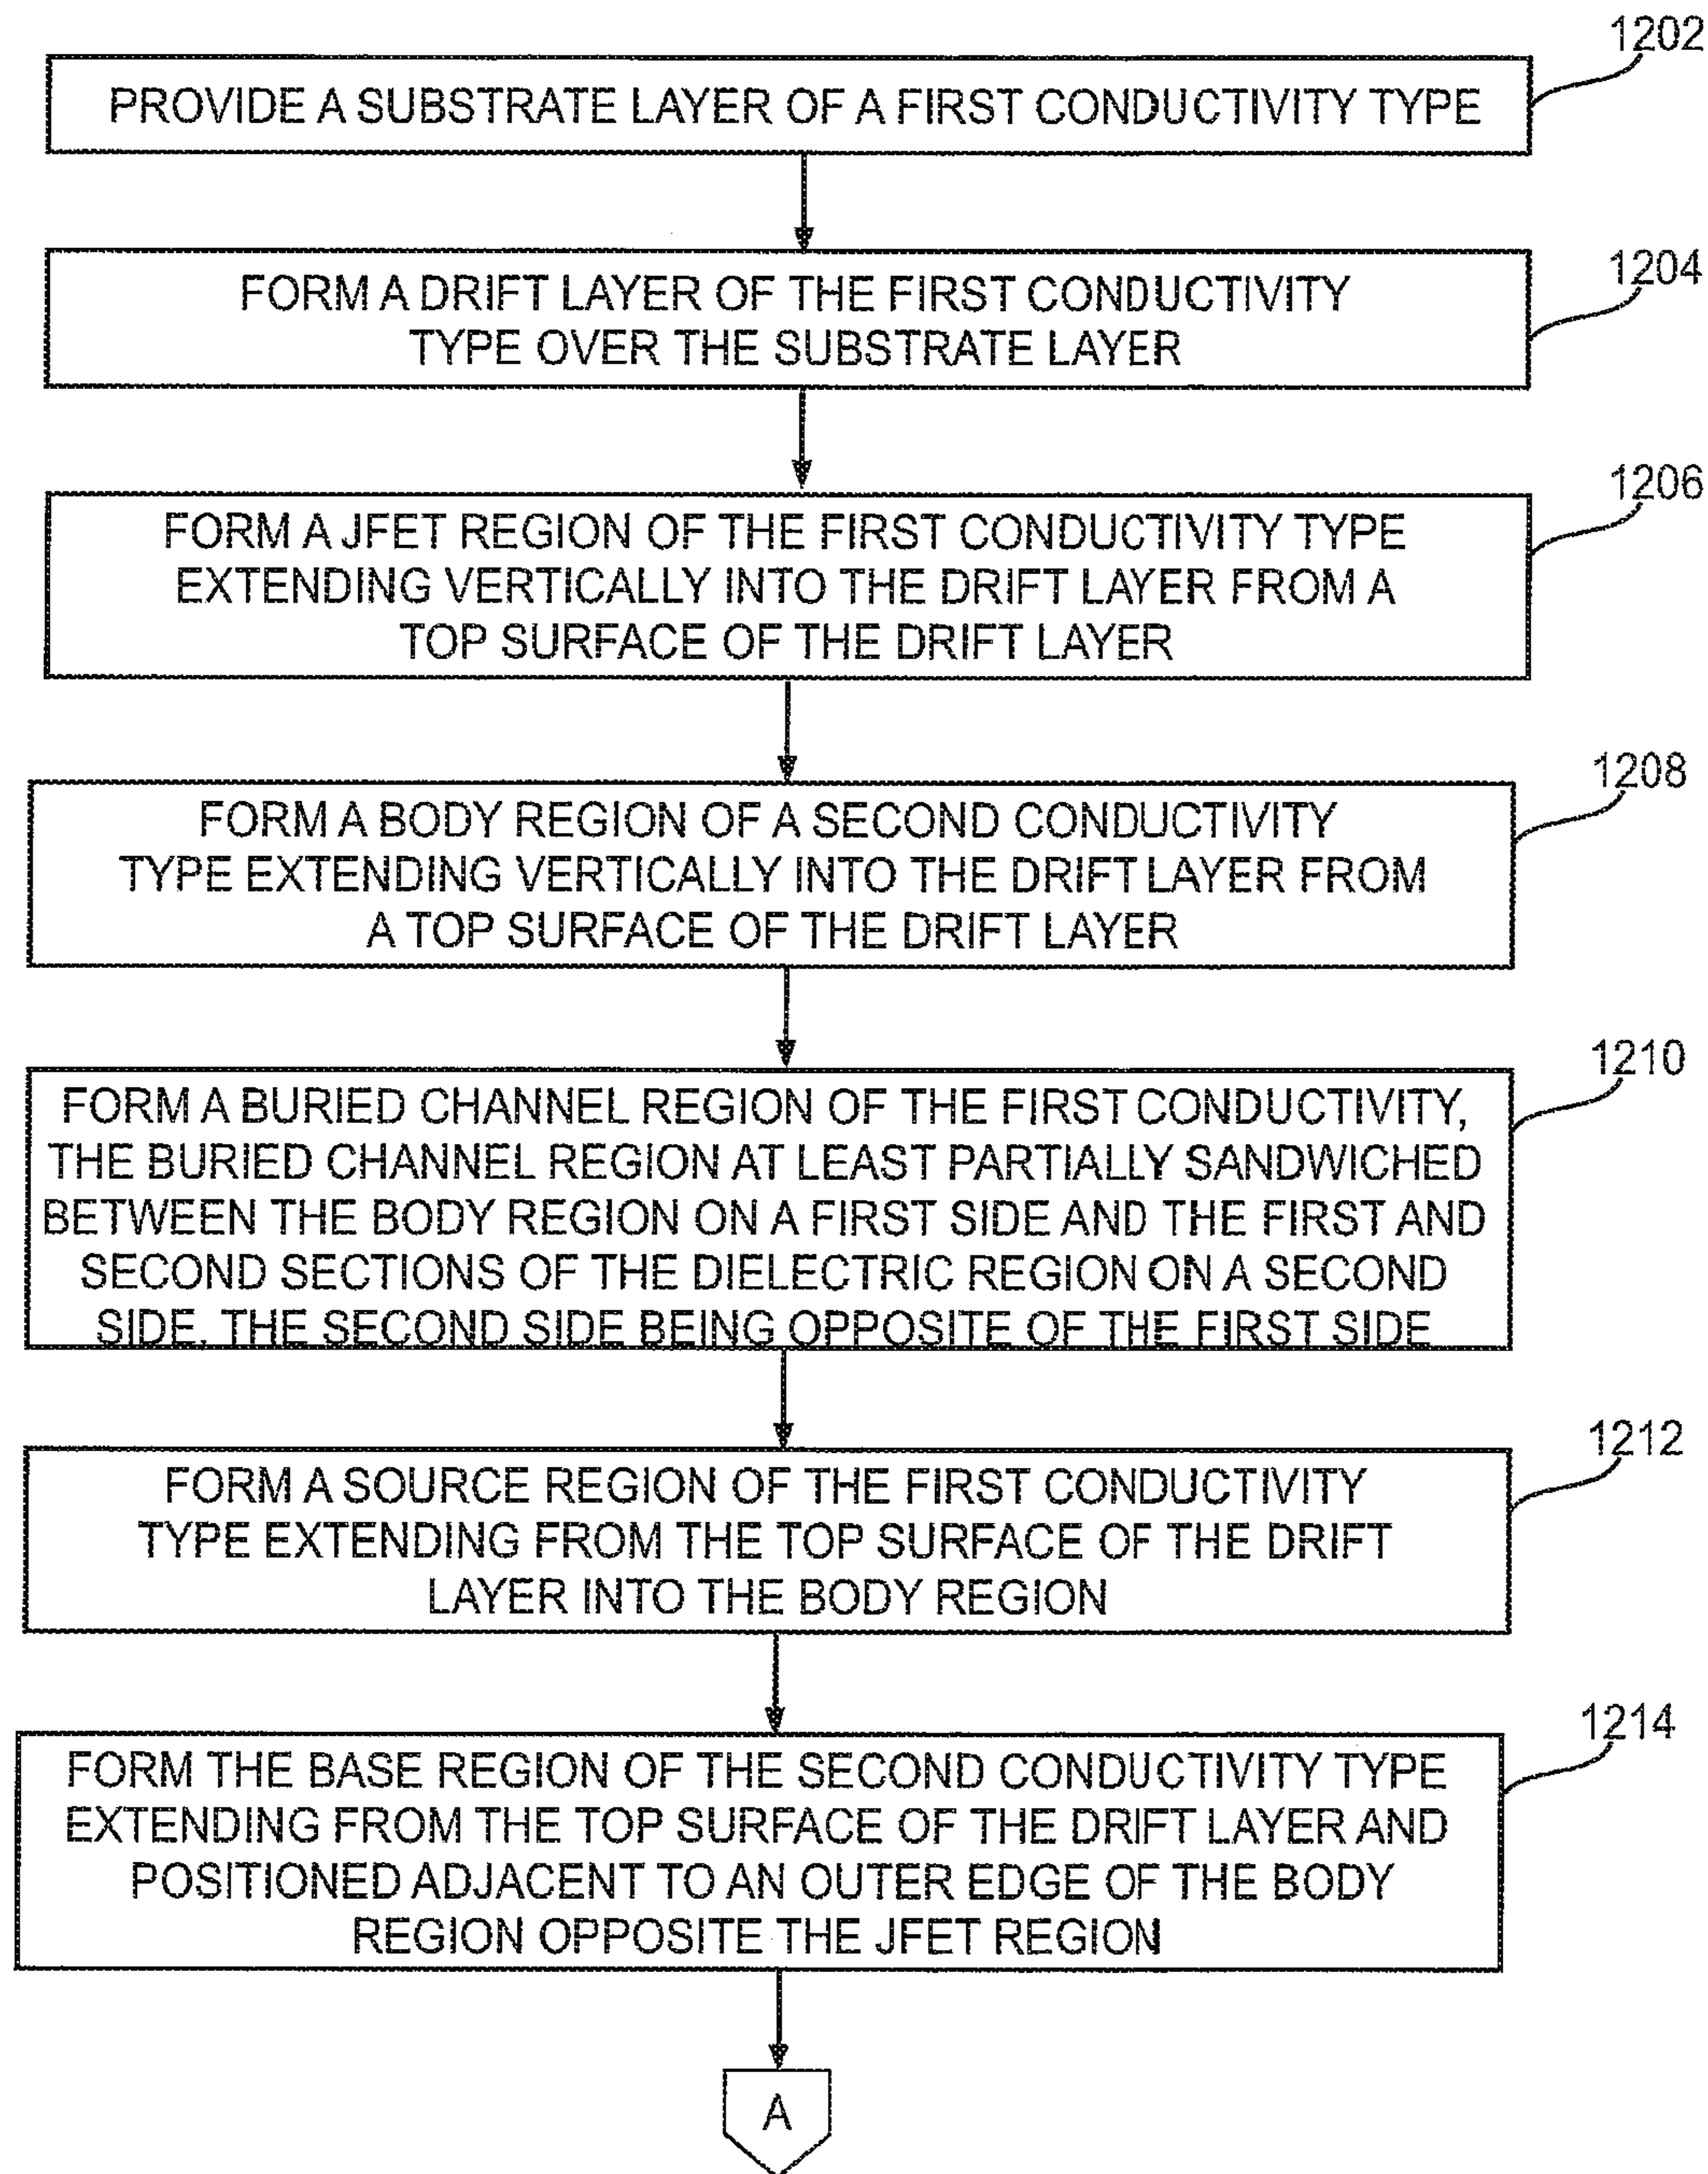 1202
PROVIDE A SUBSTRATE LAYER OF A FIRST CONDUCTIVITY TYPE
1204
FORM A DRIFT LAYER OF THE FIRST CONDUCTIVITY
TYPE OVER THE SUBSTRATE LAYER
1206
FORM A JFET REGION OF THE FIRST CONDUCTIVITY TYPE
EXTENDING VERTICALLY INTO THE DRIFT LAYER FROM A
TOP SURFACE OF THE DRIFT LAYER
1208
FORM A BODY REGION OF A SECOND CONDUCTIVITY
TYPE EXTENDING VERTICALLY INTO THE DRIFT LAYER FROM
A TOP SURFACE OF THE DRIFT LAYER
1210
FORM A BURIED CHANNEL REGION OF THE FIRST CONDUCTIVITY,
THE BURIED CHANNEL REGION AT LEAST PARTIALLY SANDWICHED
BETWEEN THE BODY REGION ON A FIRST SIDE AND THE FIRST AND
SECOND SECTIONS OF THE DIELECTRIC REGION ON A SECOND
SIDE, THE SECOND SIDE BEING OPPOSITE OF THE FIRST SIDE
1212
FORM A SOURCE REGION OF THE FIRST CONDUCTIVITY
TYPE EXTENDING FROM THE TOP SURFACE OF THE DRIFT
LAYER INTO THE BODY REGION
1214
FORM THE BASE REGION OF THE SECOND CONDUCTIVITY TYPE
EXTENDING FROM THE TOP SURFACE OF THE DRIFT LAYER AND
POSITIONED ADJACENT TO AN OUTER EDGE OF THE BODY
REGION OPPOSITE THE JFET REGION
A